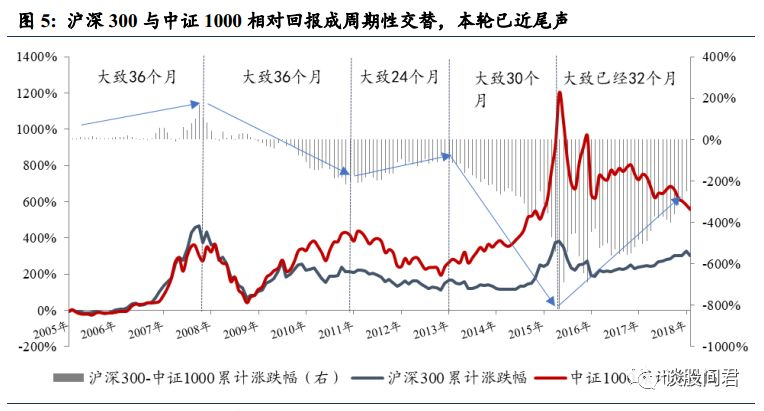 图 5：沪深 300 与中证 1000 相对回报成周期性交替，本轮已近尾声
1400%
1200%
1000%
800%
600%
400%
200%
0%
-200%
400%
200%
0%
-200%
-400%
-600%
-800%
-1000%
大致36个月
大致36个月
大致24个月
大致30个月
大致已经32个月
2005年
2006年
2007年
2008年
2009年
2010年
2011年
2012年
2013年
2014年
2015年
2016年
2017年
2018年
沪深300-中证1000累计涨跌幅（右）
沪深300累计涨跌幅
中证1000累计
谈股问君